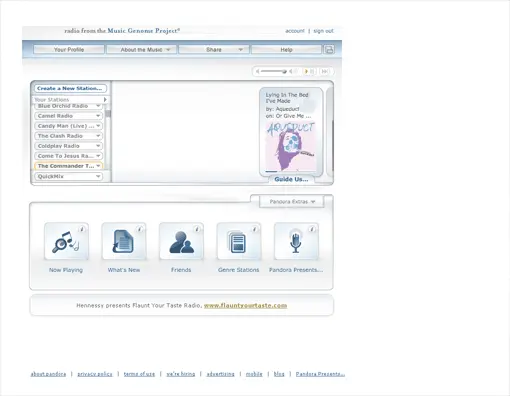 radio from the Music Genome Project®
account | sign out
Your Profile
About the Music
Share
Help
Create a New Station...
Your Stations
Blue Orchid Radio
Camel Radio
Candy Man (Live) ...
The Clash Radio
Coldplay Radio
Come To Jesus Ra...
The Commander T...
QuickMix
Lying In The Bed
I've Made
by: Aqueduct
on: Or Give Me ...
AQUEDUCT
Guide Us...
Pandora Extras
Now Playing
What's New
Friends
Genre Stations
Pandora Presents...
Hennessy presents Flaunt Your Taste Radio, www.flauntyourtaste.com
about pandora | privacy policy | terms of use | we're hiring | advertising | mobile | blog | Pandora Presents...